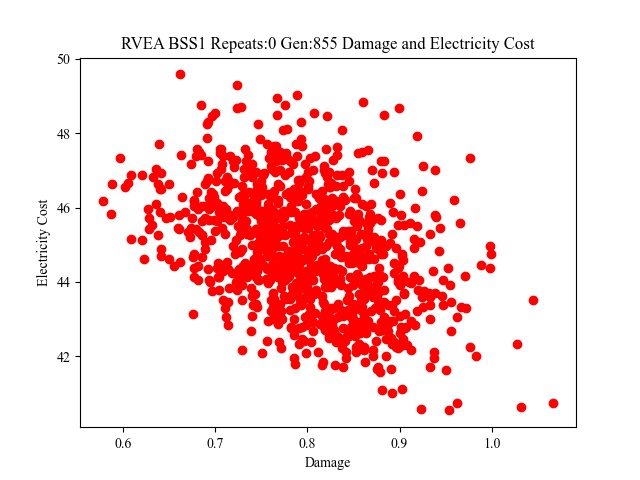 RVEA BSS1 Repeats:0 Gen:855 Damage and Electricity Cost
50
48
46
44
42
Electricity Cost
0.6 0.7 0.8 0.9 1.0
Damage